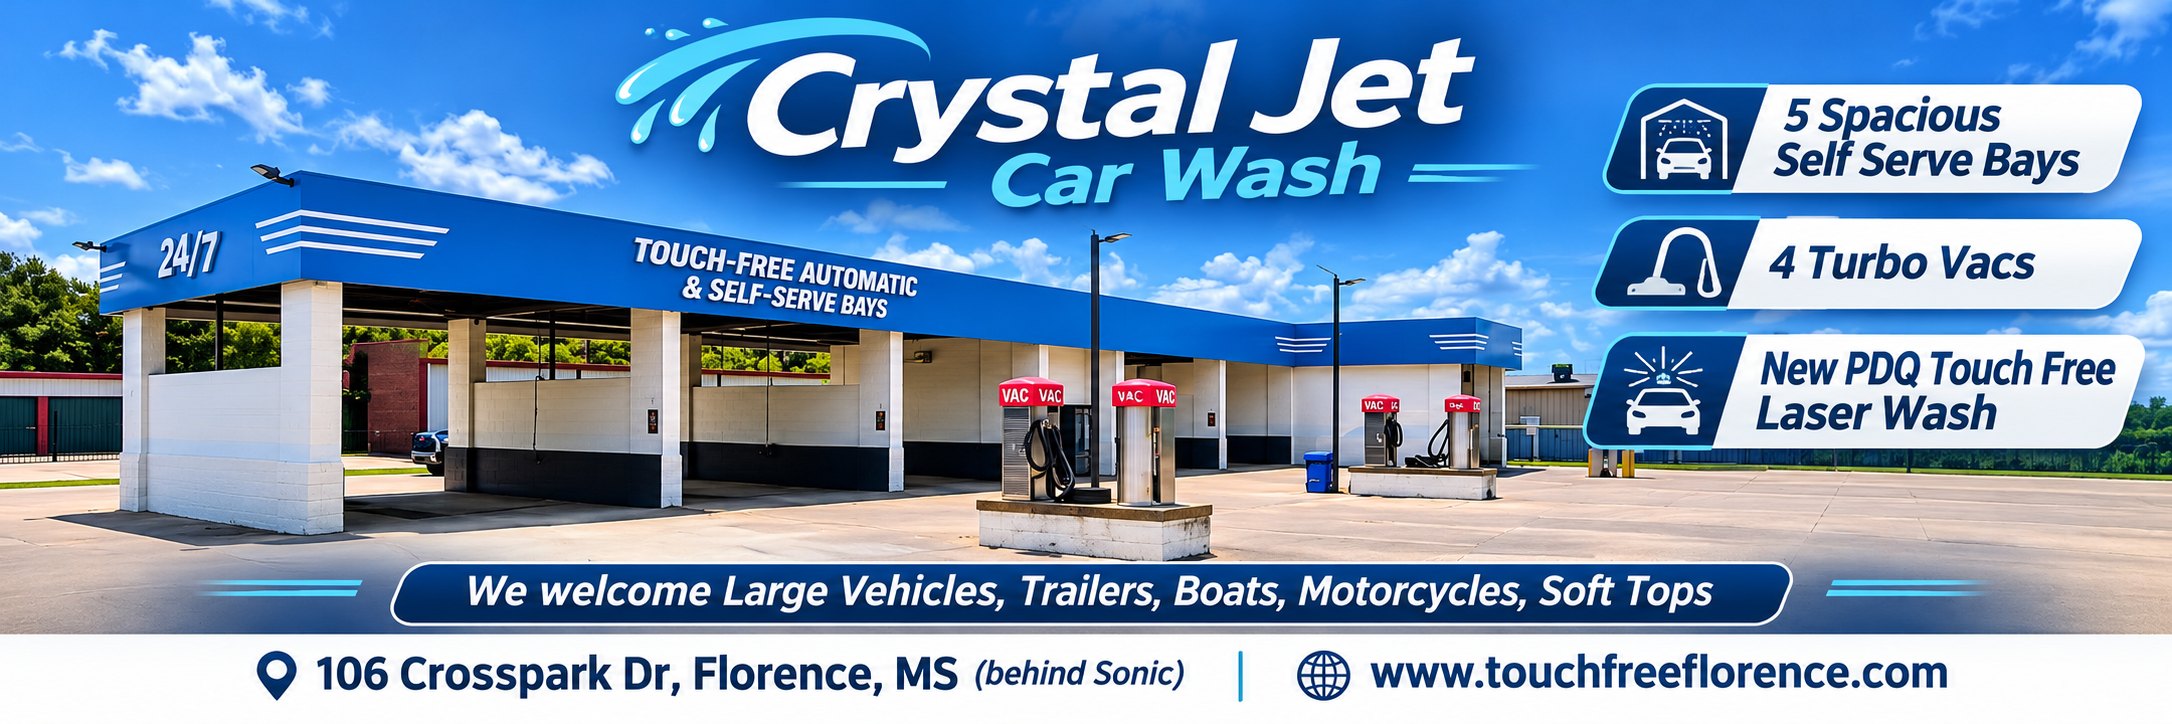 Crystal Jet
Car Wash
5 Spacious
Self Serve Bays
4 Turbo Vacs
New PDQ Touch Free
Laser Wash
24/7
TOUCH-FREE AUTOMATIC
& SELF-SERVE BAYS
VAC VAC
VAC VAC
VAC
We welcome Large Vehicles, Trailers, Boats, Motorcycles, Soft Tops
106 Crosspark Dr, Florence, MS (behind Sonic)
www.touchfreeflorence.com